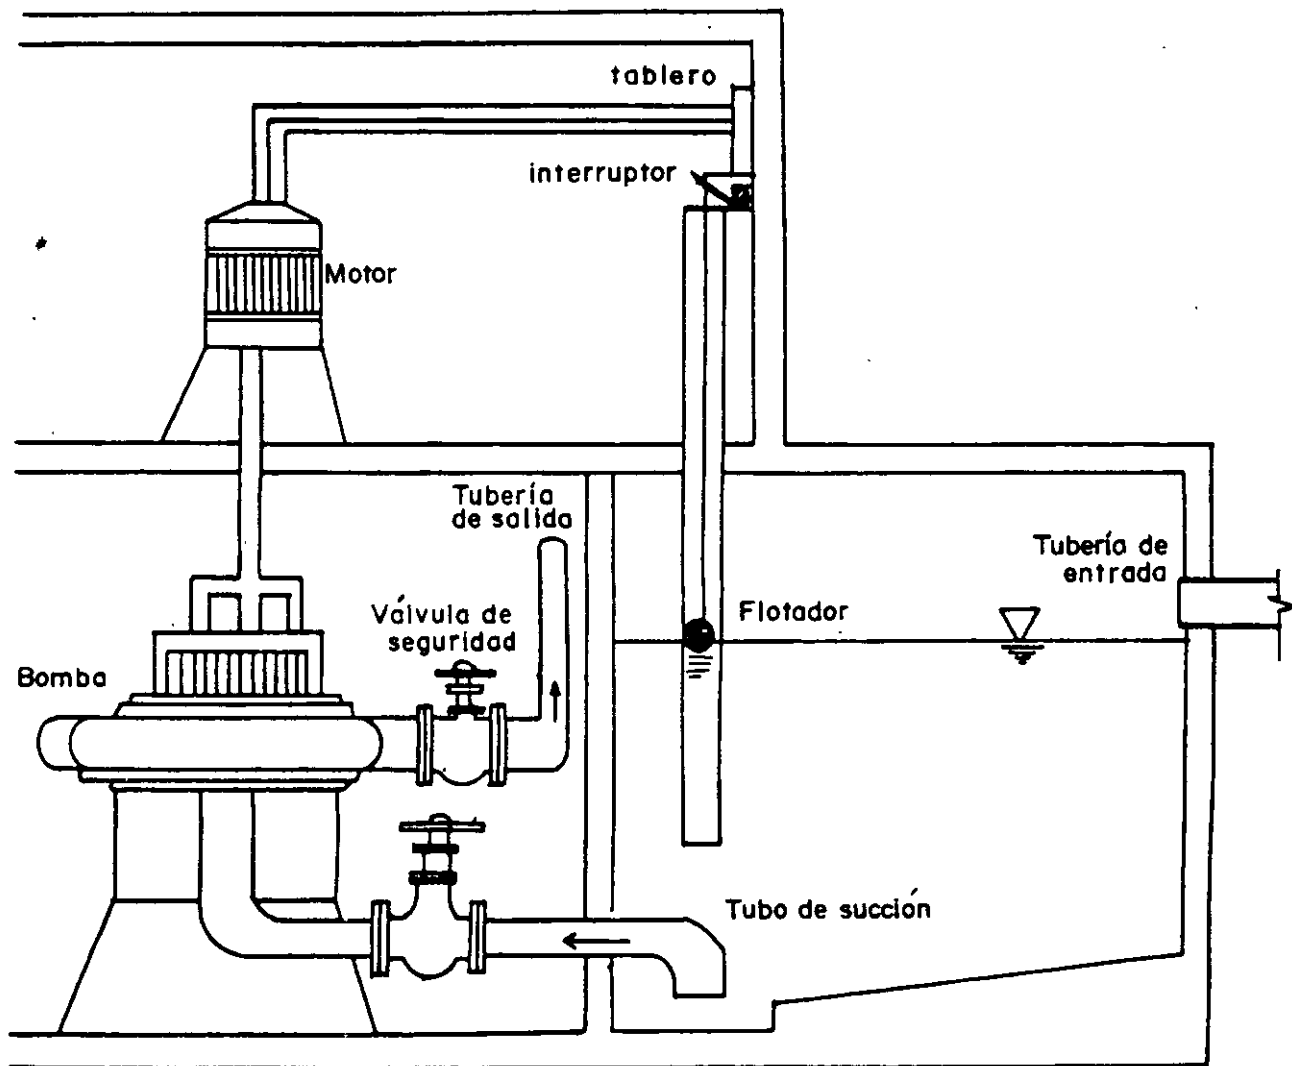 tablero
interruptor
Motor
Tubería
de salida
Tubería de
entrada
Flotador
Válvula de
seguridad
Bomba
Tubo de succión